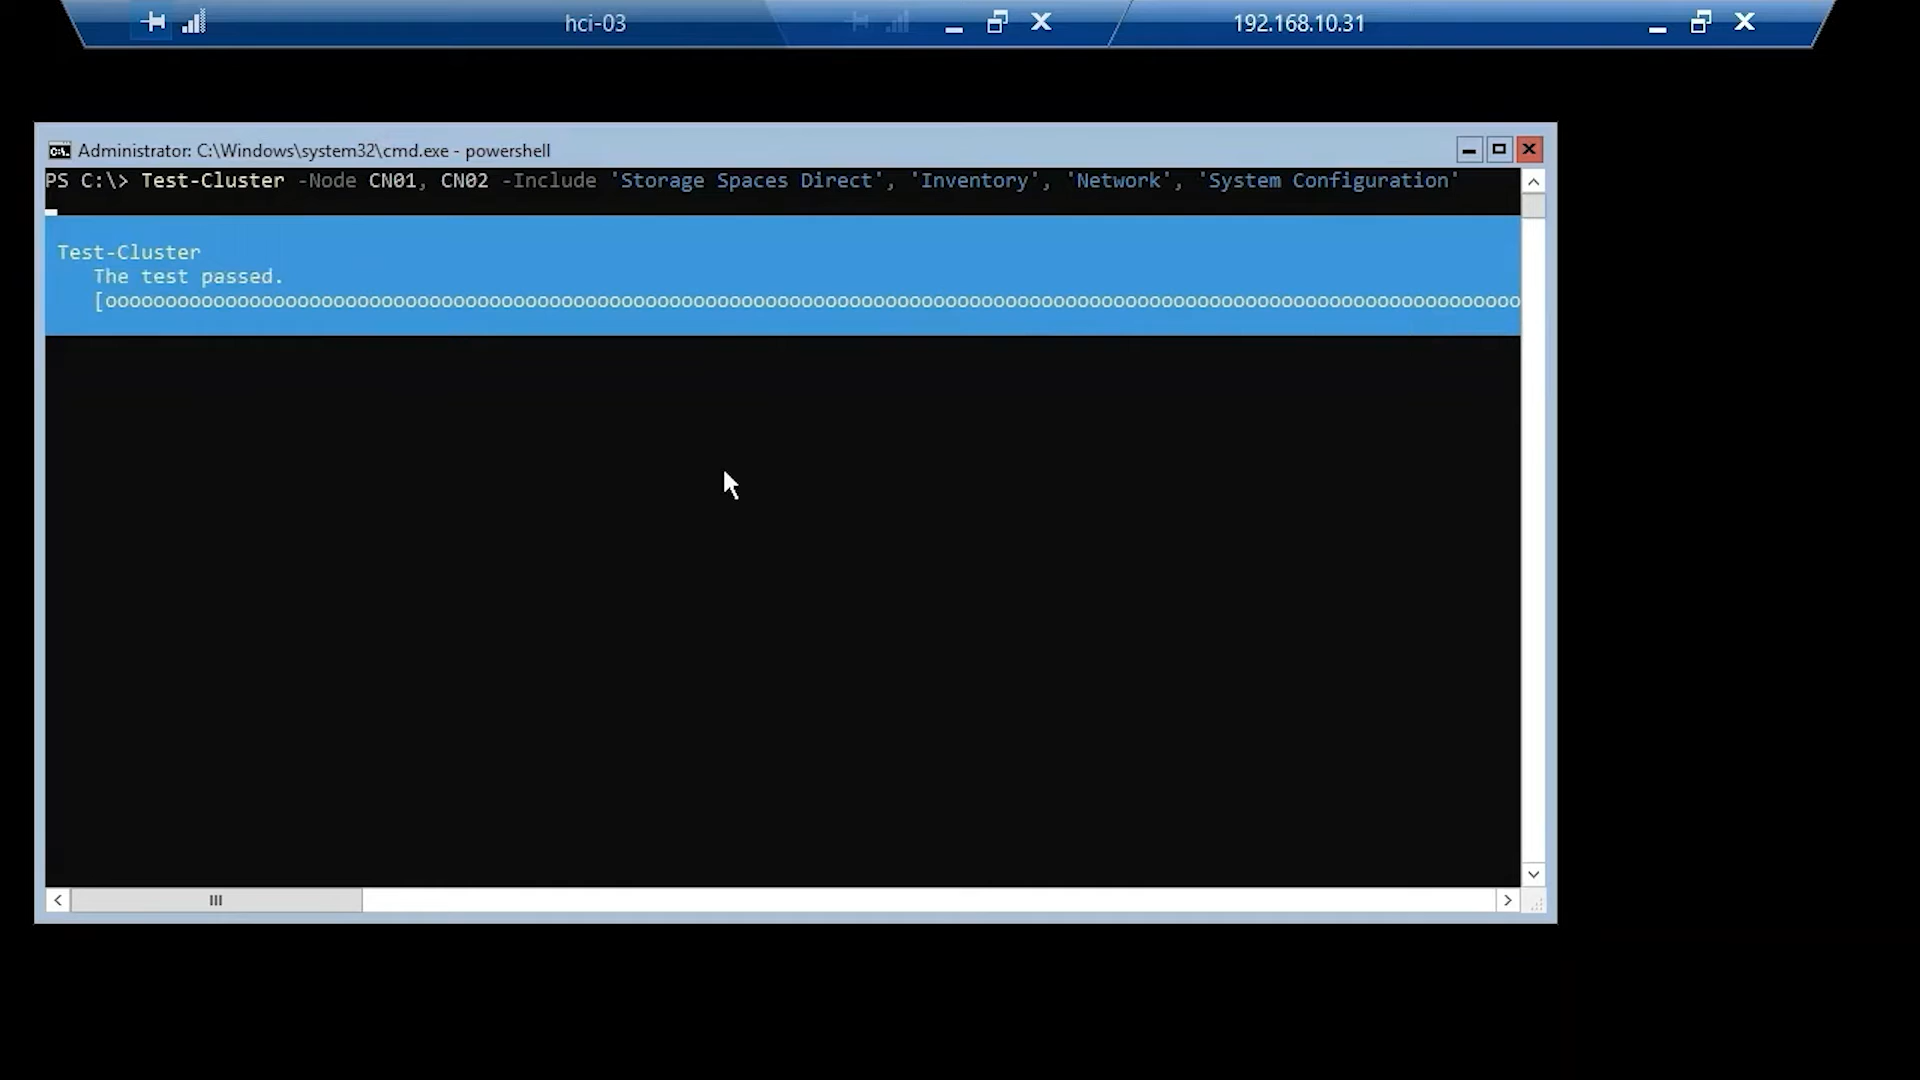 hci-03
192.168.10.31
Administrator: C:\Windows\system32\cmd.exe - powershell
PS C:\> Test-Cluster -Node CN01, CN02 -Include 'Storage Spaces Direct', 'Inventory', 'Network', 'System Configuration'
Test-Cluster
The test passed.
[oooooooooooooooooooooooooooooooooooooooooooooooooooooooooooooooooooooooooooooooooooooooooooooooooooooooooooooooooooooo